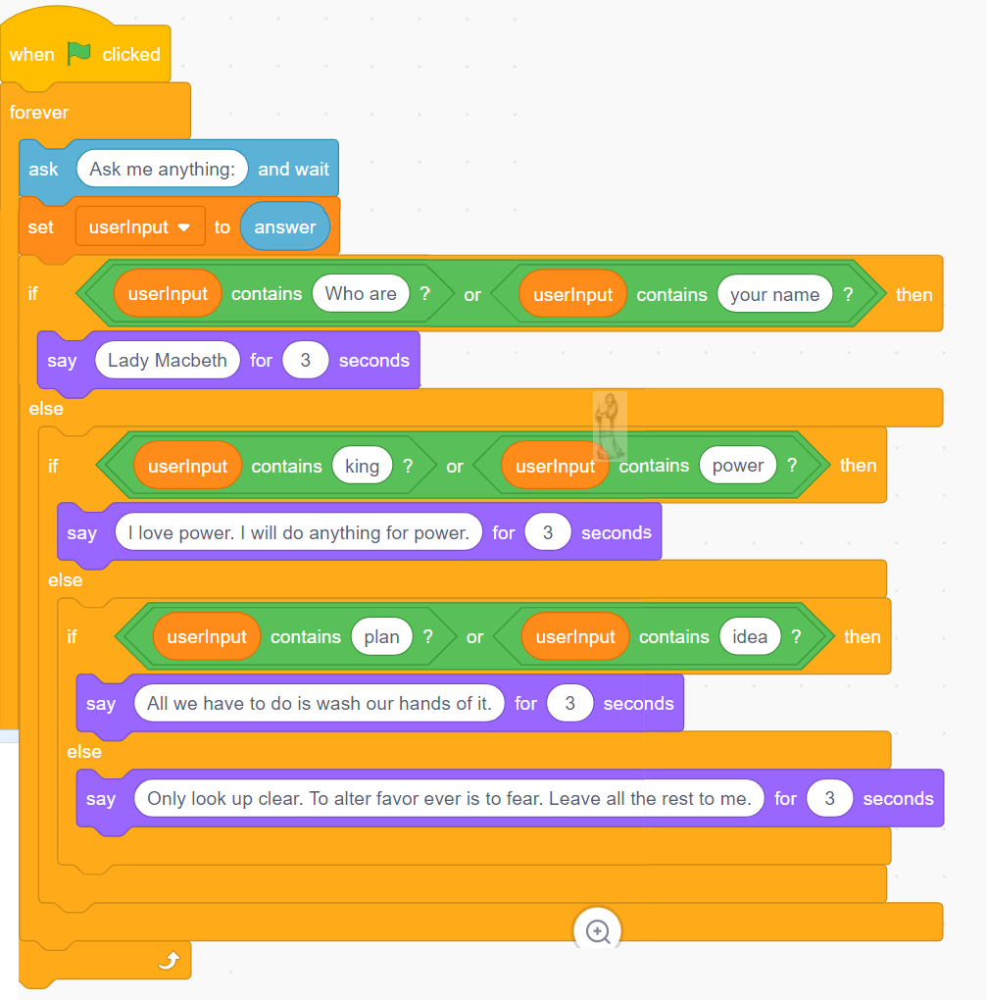 when clicked
forever
ask Ask me anything: and wait
set userInput to answer
if userInput contains Who are ? or userInput contains your name ? then
say Lady Macbeth for 3 seconds
else
if userInput contains king ? or userInput contains power ? then
say I love power. I will do anything for power. for 3 seconds
else
if userInput contains plan ? or userInput contains idea ? then
say All we have to do is wash our hands of it. for 3 seconds
else
say Only look up clear. To alter favor ever is to fear. Leave all the rest to me. for 3 seconds